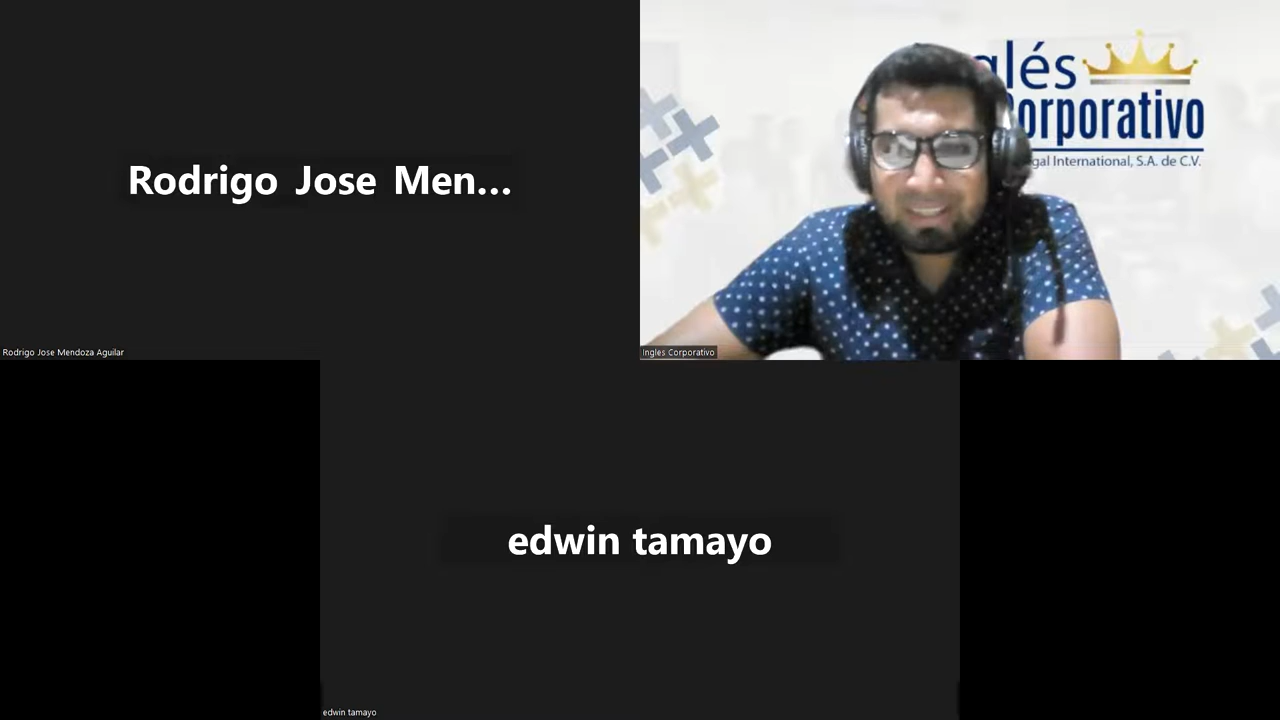 Rodrigo Jose Men...
Rodrigo Jose Mendoza Aguilar
glés
orporativo
gal International, S.A. de C.V.
Ingles Corporativo
edwin tamayo
edwin tamayo